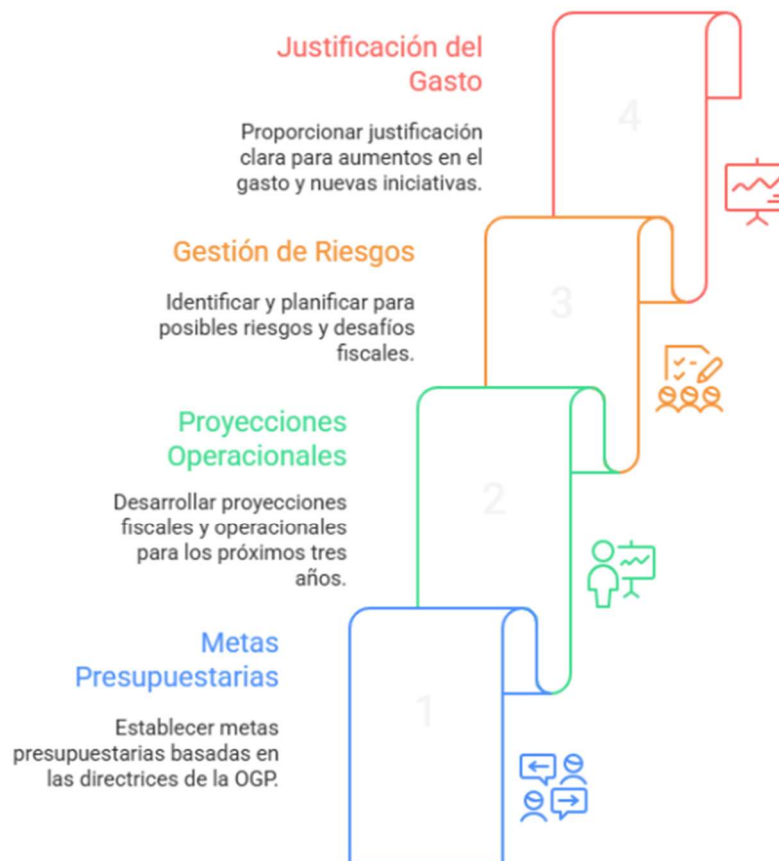 Justificación del
Gasto
4
Proporcionar justificación
clara para aumentos en el
gasto y nuevas iniciativas.
Gestión de Riesgos
3
Identificar y planificar para
posibles riesgos y desafíos
fiscales.
Proyecciones
Operacionales
2
Desarrollar proyecciones
fiscales y operacionales
para los próximos tres
años.
Metas
Presupuestarias
1
Establecer metas
presupuestarias basadas en
las directrices de la OGP.